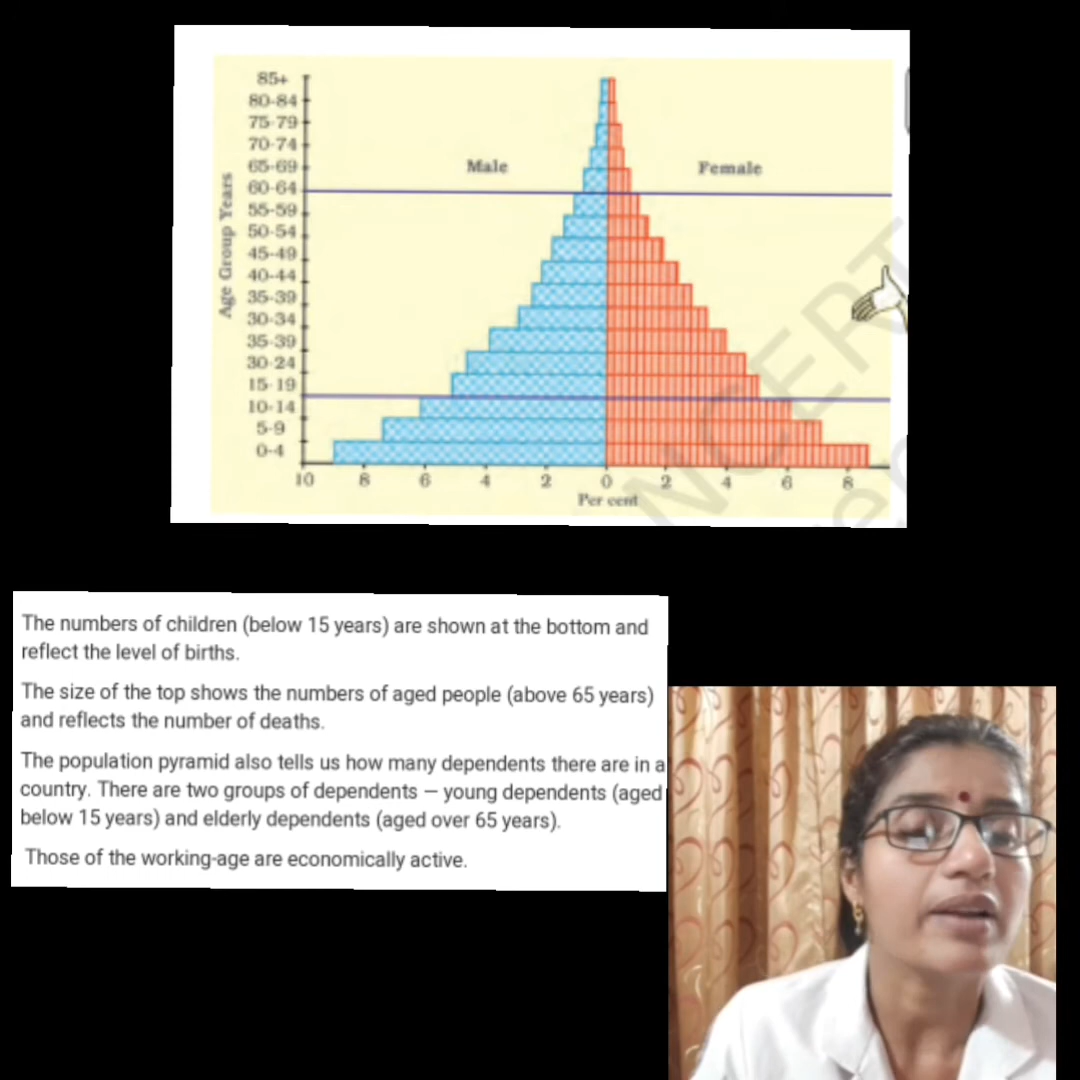 85+
80-84
75-79
70-74
65-69
60-64
55-59
50-54
45-49
40-44
35-39
30-34
35-39
30-24
15-19
10-14
5-9
0-4
Age Group Years
Male
Female
10 8 6 4 2 0 2 4 6 8
Per cent
NCERT
The numbers of children (below 15 years) are shown at the bottom and
reflect the level of births.
The size of the top shows the numbers of aged people (above 65 years)
and reflects the number of deaths.
The population pyramid also tells us how many dependents there are in a
country. There are two groups of dependents — young dependents (aged
below 15 years) and elderly dependents (aged over 65 years).
Those of the working-age are economically active.